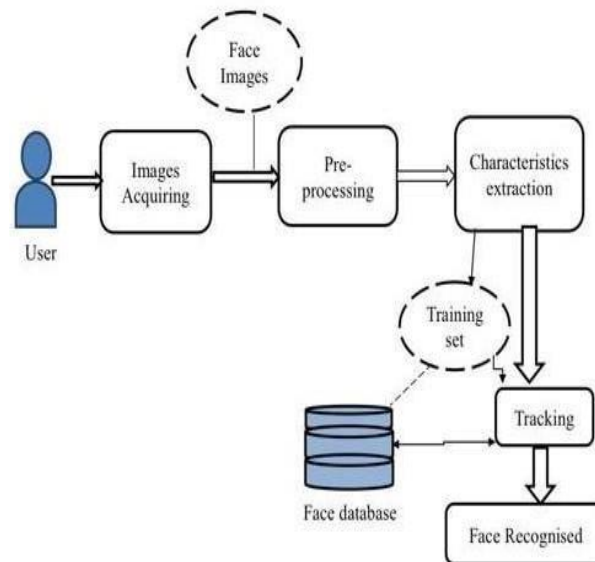 Face
Images
Images
Acquiring
Pre-
processing
Characteristics
extraction
User
Training
set
Tracking
Face database
Face Recognised